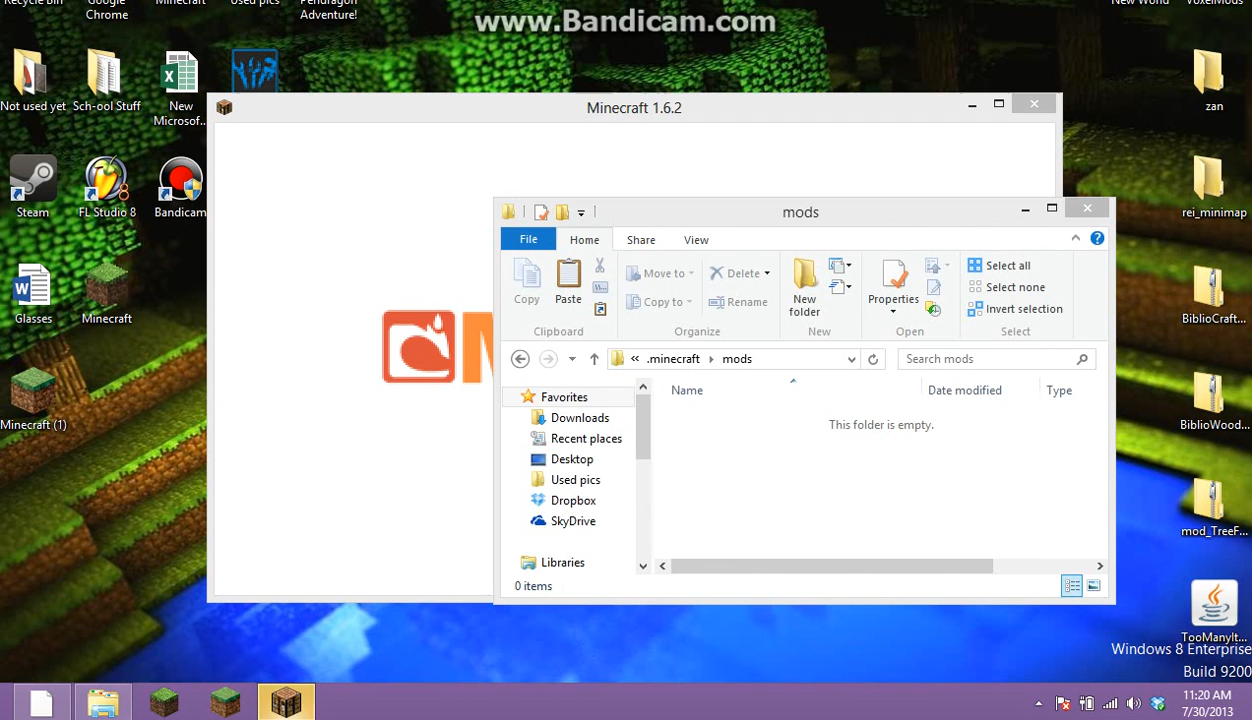 www.Bandicam.com
Recycle Bin
Google
Chrome
Minecraft
Used pics
Pendragon
Adventure!
New World
VoxelMods
Not used yet
Sch-ool Stuff
New
Microsof...
zan
Minecraft 1.6.2
Steam
FL Studio 8
Bandicam
rei_minimap
mods
File
Home
Share
View
Copy
Paste
Move to
Copy to
Delete
Rename
New
folder
Properties
Select all
Select none
Invert selection
Clipboard
Organize
New
Open
Select
Glasses
Minecraft
BiblioCraft...
.minecraft
mods
Search mods
Name
Date modified
Type
This folder is empty.
Favorites
Downloads
Recent places
Desktop
Used pics
Dropbox
SkyDrive
Libraries
0 items
Minecraft (1)
BiblioWood...
mod_TreeF...
TooManyIt...
Windows 8 Enterprise
Build 9200
11:20 AM
7/30/2013